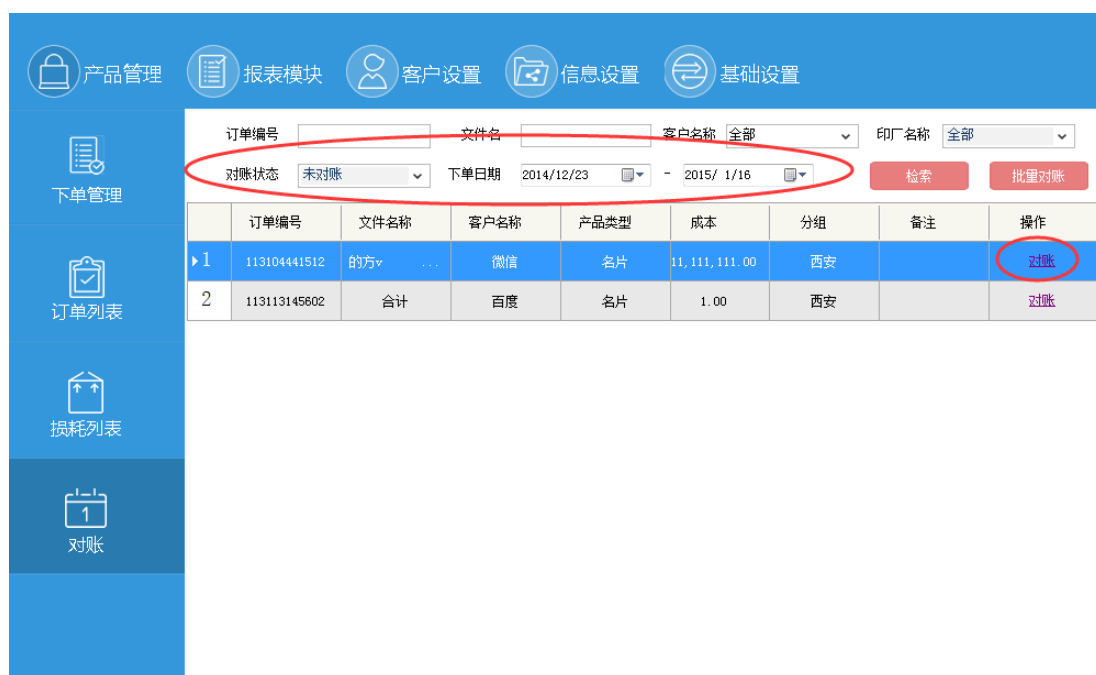 产品管理 报表模块 客户设置 信息设置 基础设置
下单管理
订单列表
损耗列表
1
对账
订单编号 文件名 客户名称 全部 印厂名称 全部
对账状态 未对账 下单日期 2014/12/23 - 2015/ 1/16 检索 批里对账
订单编号 文件名称 客户名称 产品类型 成本 分组 备注 操作
1 113104441512 的方v ... 微信 名片 11,111,111.00 西安 对账
2 113113145602 合计 百度 名片 1.00 西安 对账